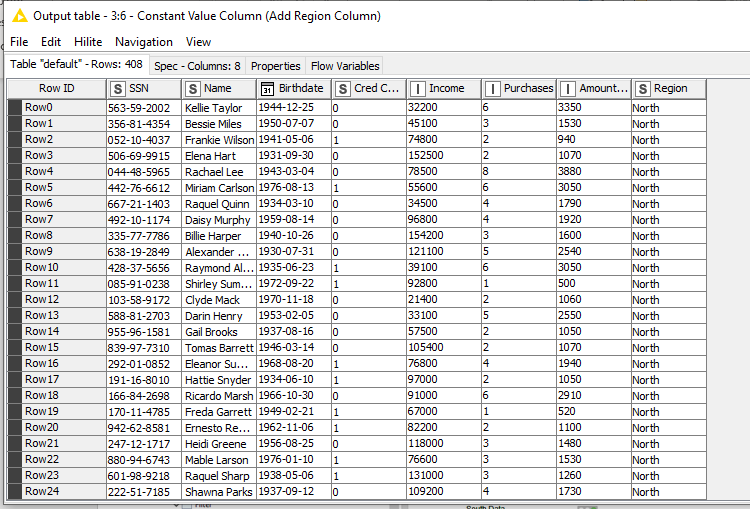 Output table - 3:6 - Constant Value Column (Add Region Column)
File Edit Hilite Navigation View
Table "default" - Rows: 408 Spec - Columns: 8 Properties Flow Variables
Row ID S SSN S Name 31 Birthdate S Cred C... I Income I Purchases I Amount... S Region
Row0 563-59-2002 Kellie Taylor 1944-12-25 0 32200 6 3350 North
Row1 356-81-4354 Bessie Miles 1950-07-07 0 45100 3 1530 North
Row2 052-10-4037 Frankie Wilson 1941-05-06 1 74800 2 940 North
Row3 506-69-9915 Elena Hart 1931-09-30 0 152500 2 1070 North
Row4 044-48-5965 Rachael Lee 1943-03-04 0 78500 8 3880 North
Row5 442-76-6612 Miriam Carlson 1976-08-13 1 55600 6 3050 North
Row6 667-21-1403 Raquel Quinn 1934-03-10 0 34500 4 1790 North
Row7 492-10-1174 Daisy Murphy 1959-08-14 0 96800 4 1920 North
Row8 335-77-7786 Billie Harper 1940-10-26 0 154200 3 1600 North
Row9 638-19-2849 Alexander ... 1930-07-31 0 121100 5 2540 North
Row10 428-37-5656 Raymond Al... 1935-06-23 1 39100 6 3050 North
Row11 085-91-0238 Shirley Sum... 1972-09-22 1 92800 1 500 North
Row12 103-58-9172 Clyde Mack 1970-11-18 0 21400 2 1060 North
Row13 588-81-2703 Darin Henry 1953-02-05 0 33100 5 2550 North
Row14 955-96-1581 Gail Brooks 1937-08-16 0 57500 2 1050 North
Row15 839-97-7310 Tomas Barrett 1946-03-14 0 105400 2 1070 North
Row16 292-01-0852 Eleanor Su... 1968-08-20 1 76800 4 1940 North
Row17 191-16-8010 Hattie Snyder 1934-06-10 1 97000 2 1050 North
Row18 166-84-2698 Ricardo Marsh 1966-10-30 0 91000 6 2910 North
Row19 170-11-4785 Freda Garrett 1949-02-21 1 67000 1 520 North
Row20 942-62-8581 Ernesto Re... 1962-11-06 1 82200 2 1100 North
Row21 247-12-1717 Heidi Greene 1956-08-25 0 118000 3 1480 North
Row22 880-94-6743 Mable Larson 1976-01-10 1 76600 3 1530 North
Row23 601-98-9218 Raquel Sharp 1938-05-06 1 131000 3 1260 North
Row24 222-51-7185 Shawna Parks 1937-09-12 0 109200 4 1730 North